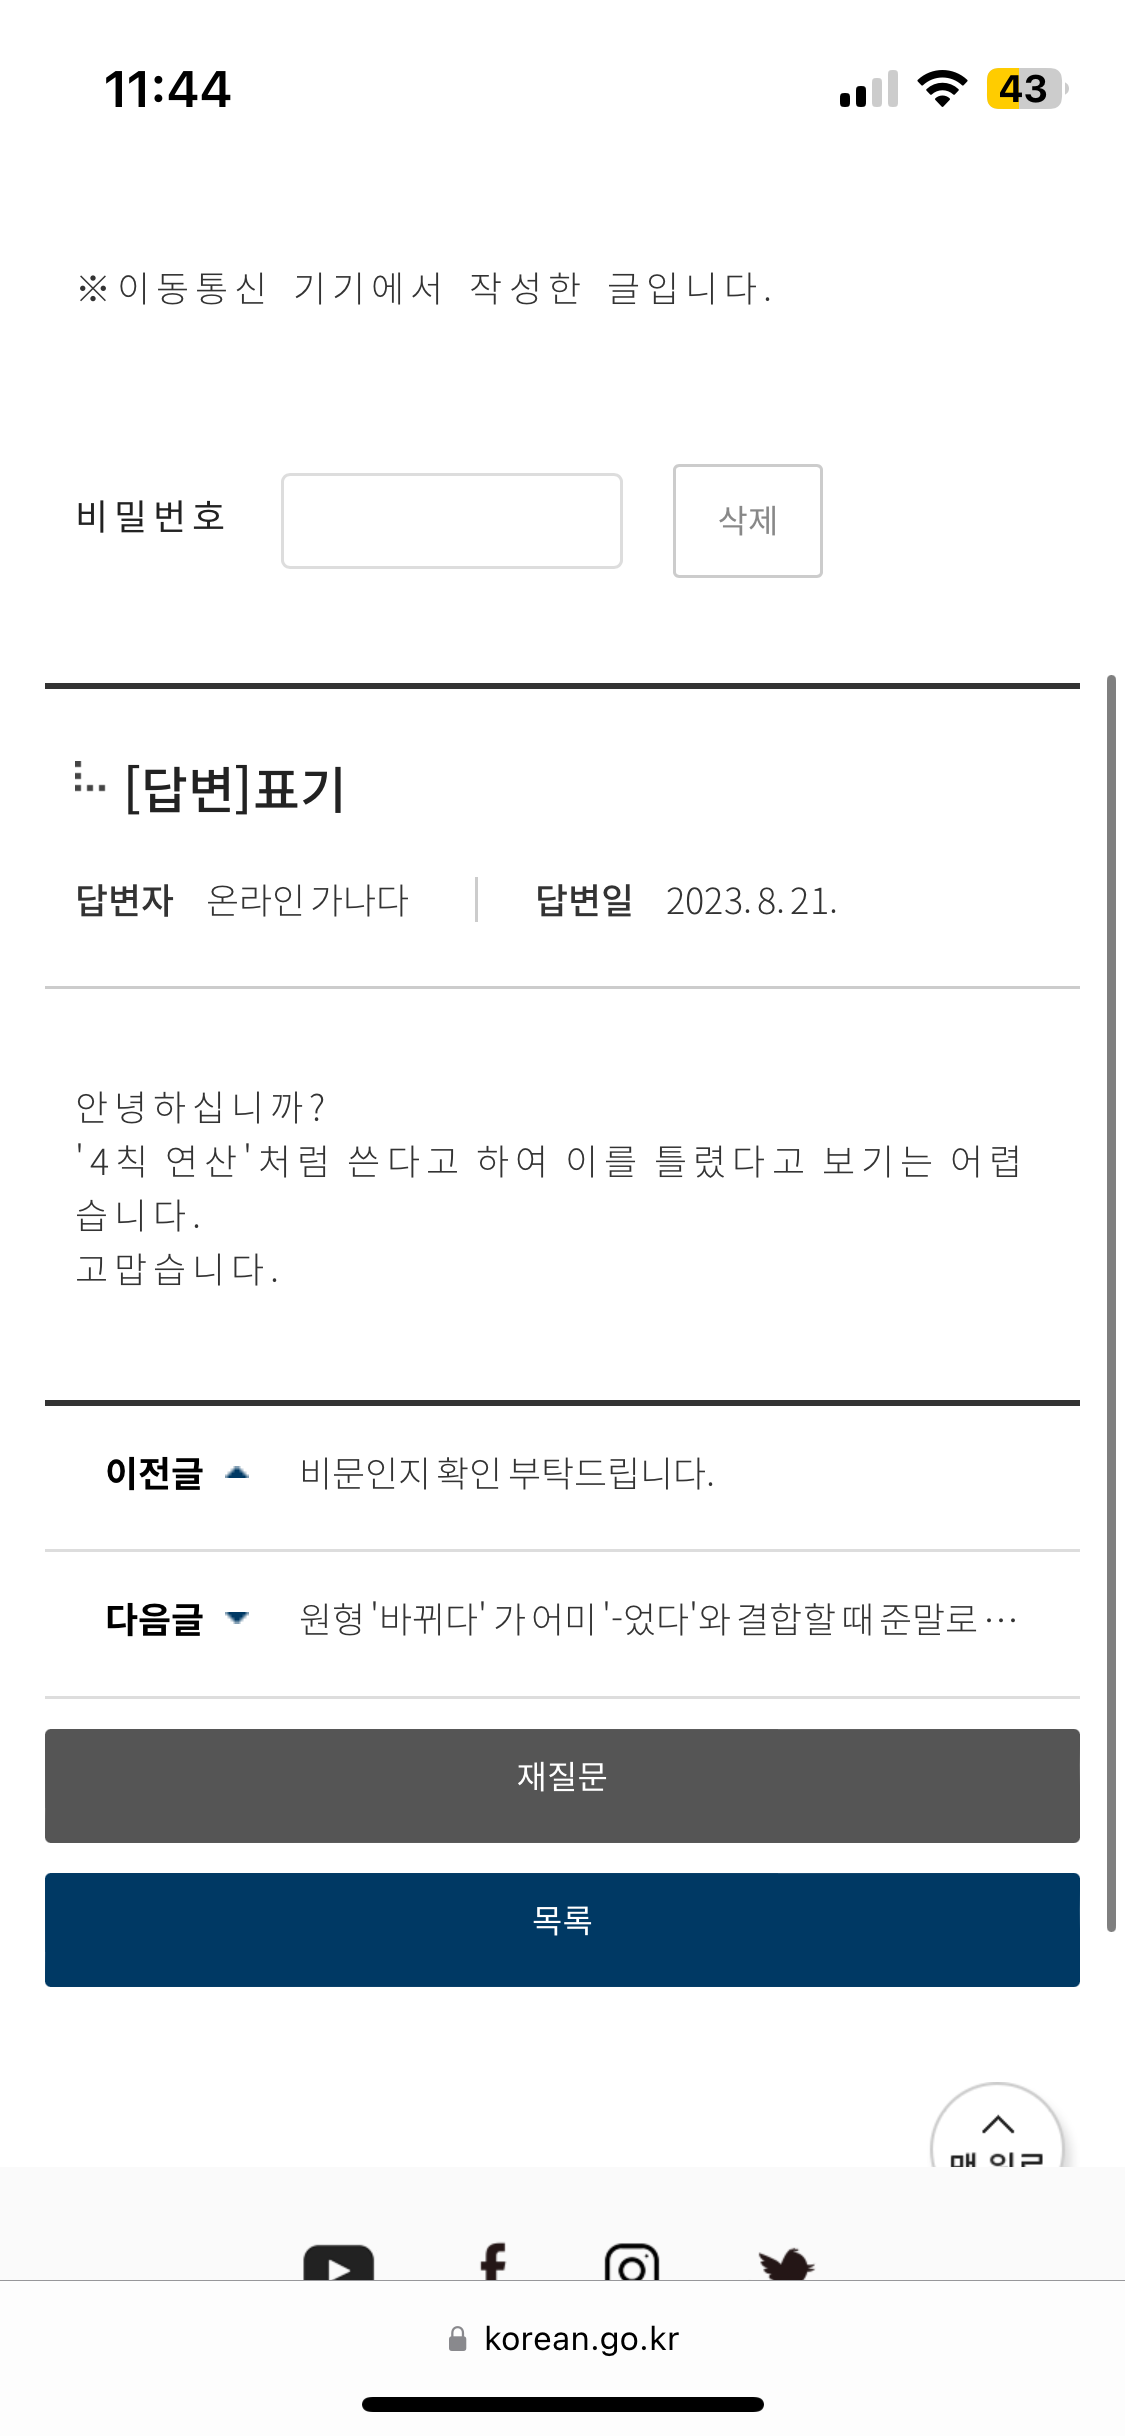 11:44
43
※이동통신 기기에서 작성한 글입니다.
비밀번호
삭제
[답변]표기
답변자 온라인 가나다 답변일 2023. 8. 21.
안녕하십니까?
'4칙 연산'처럼 쓴다고 하여 이를 틀렸다고 보기는 어렵
습니다.
고맙습니다.
이전글 비문인지 확인 부탁드립니다.
다음글 원형 '바뀌다' 가 어미 '-었다'와 결합할 때 준말로 …
재질문
목록
맨 위로
korean.go.kr